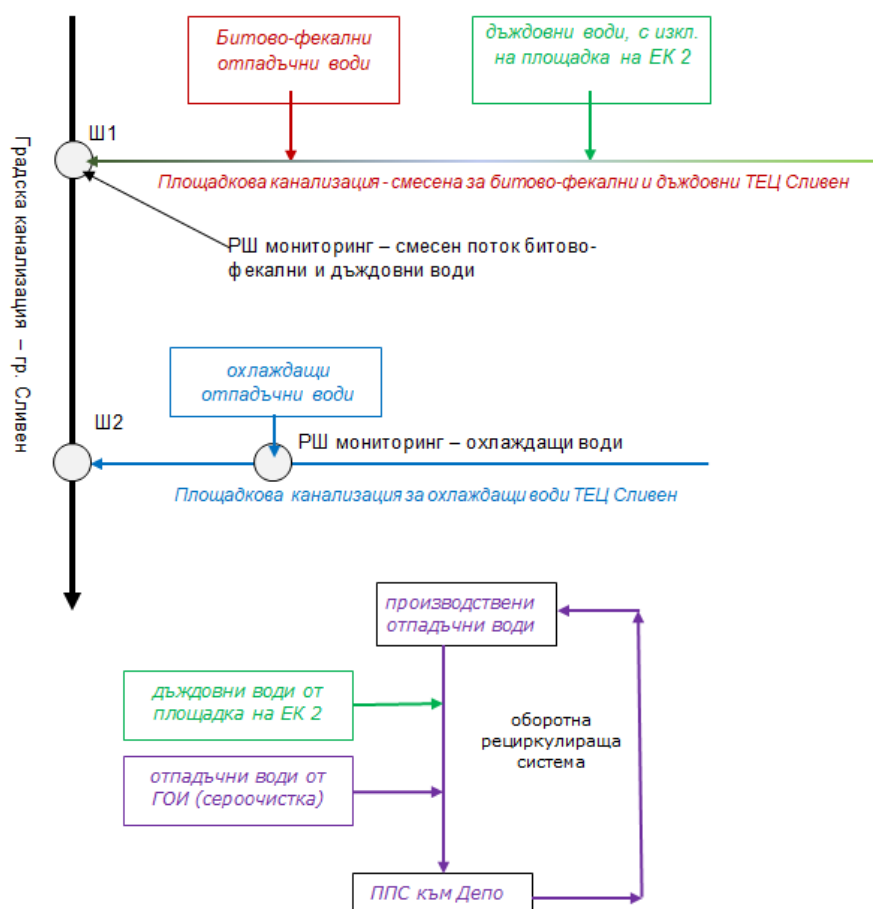 Битово-фекални
отпадъчни води
дъждовни води, с изкл.
на площадка на ЕК 2
Ш1
Площадкова канализация - смесена за битово-фекални и дъждовни ТЕЦ Сливен
РШ мониторинг – смесен поток битово-
фекални и дъждовни води
Градска канализация – гр. Сливен
охлаждащи
отпадъчни води
Ш2
РШ мониторинг – охлаждащи води
Площадкова канализация за охлаждащи води ТЕЦ Сливен
производствени
отпадъчни води
дъждовни води от
площадка на ЕК 2
оборотна
рециркулираща
система
отпадъчни води от
ГОИ (сероочистка)
ППС към Депо